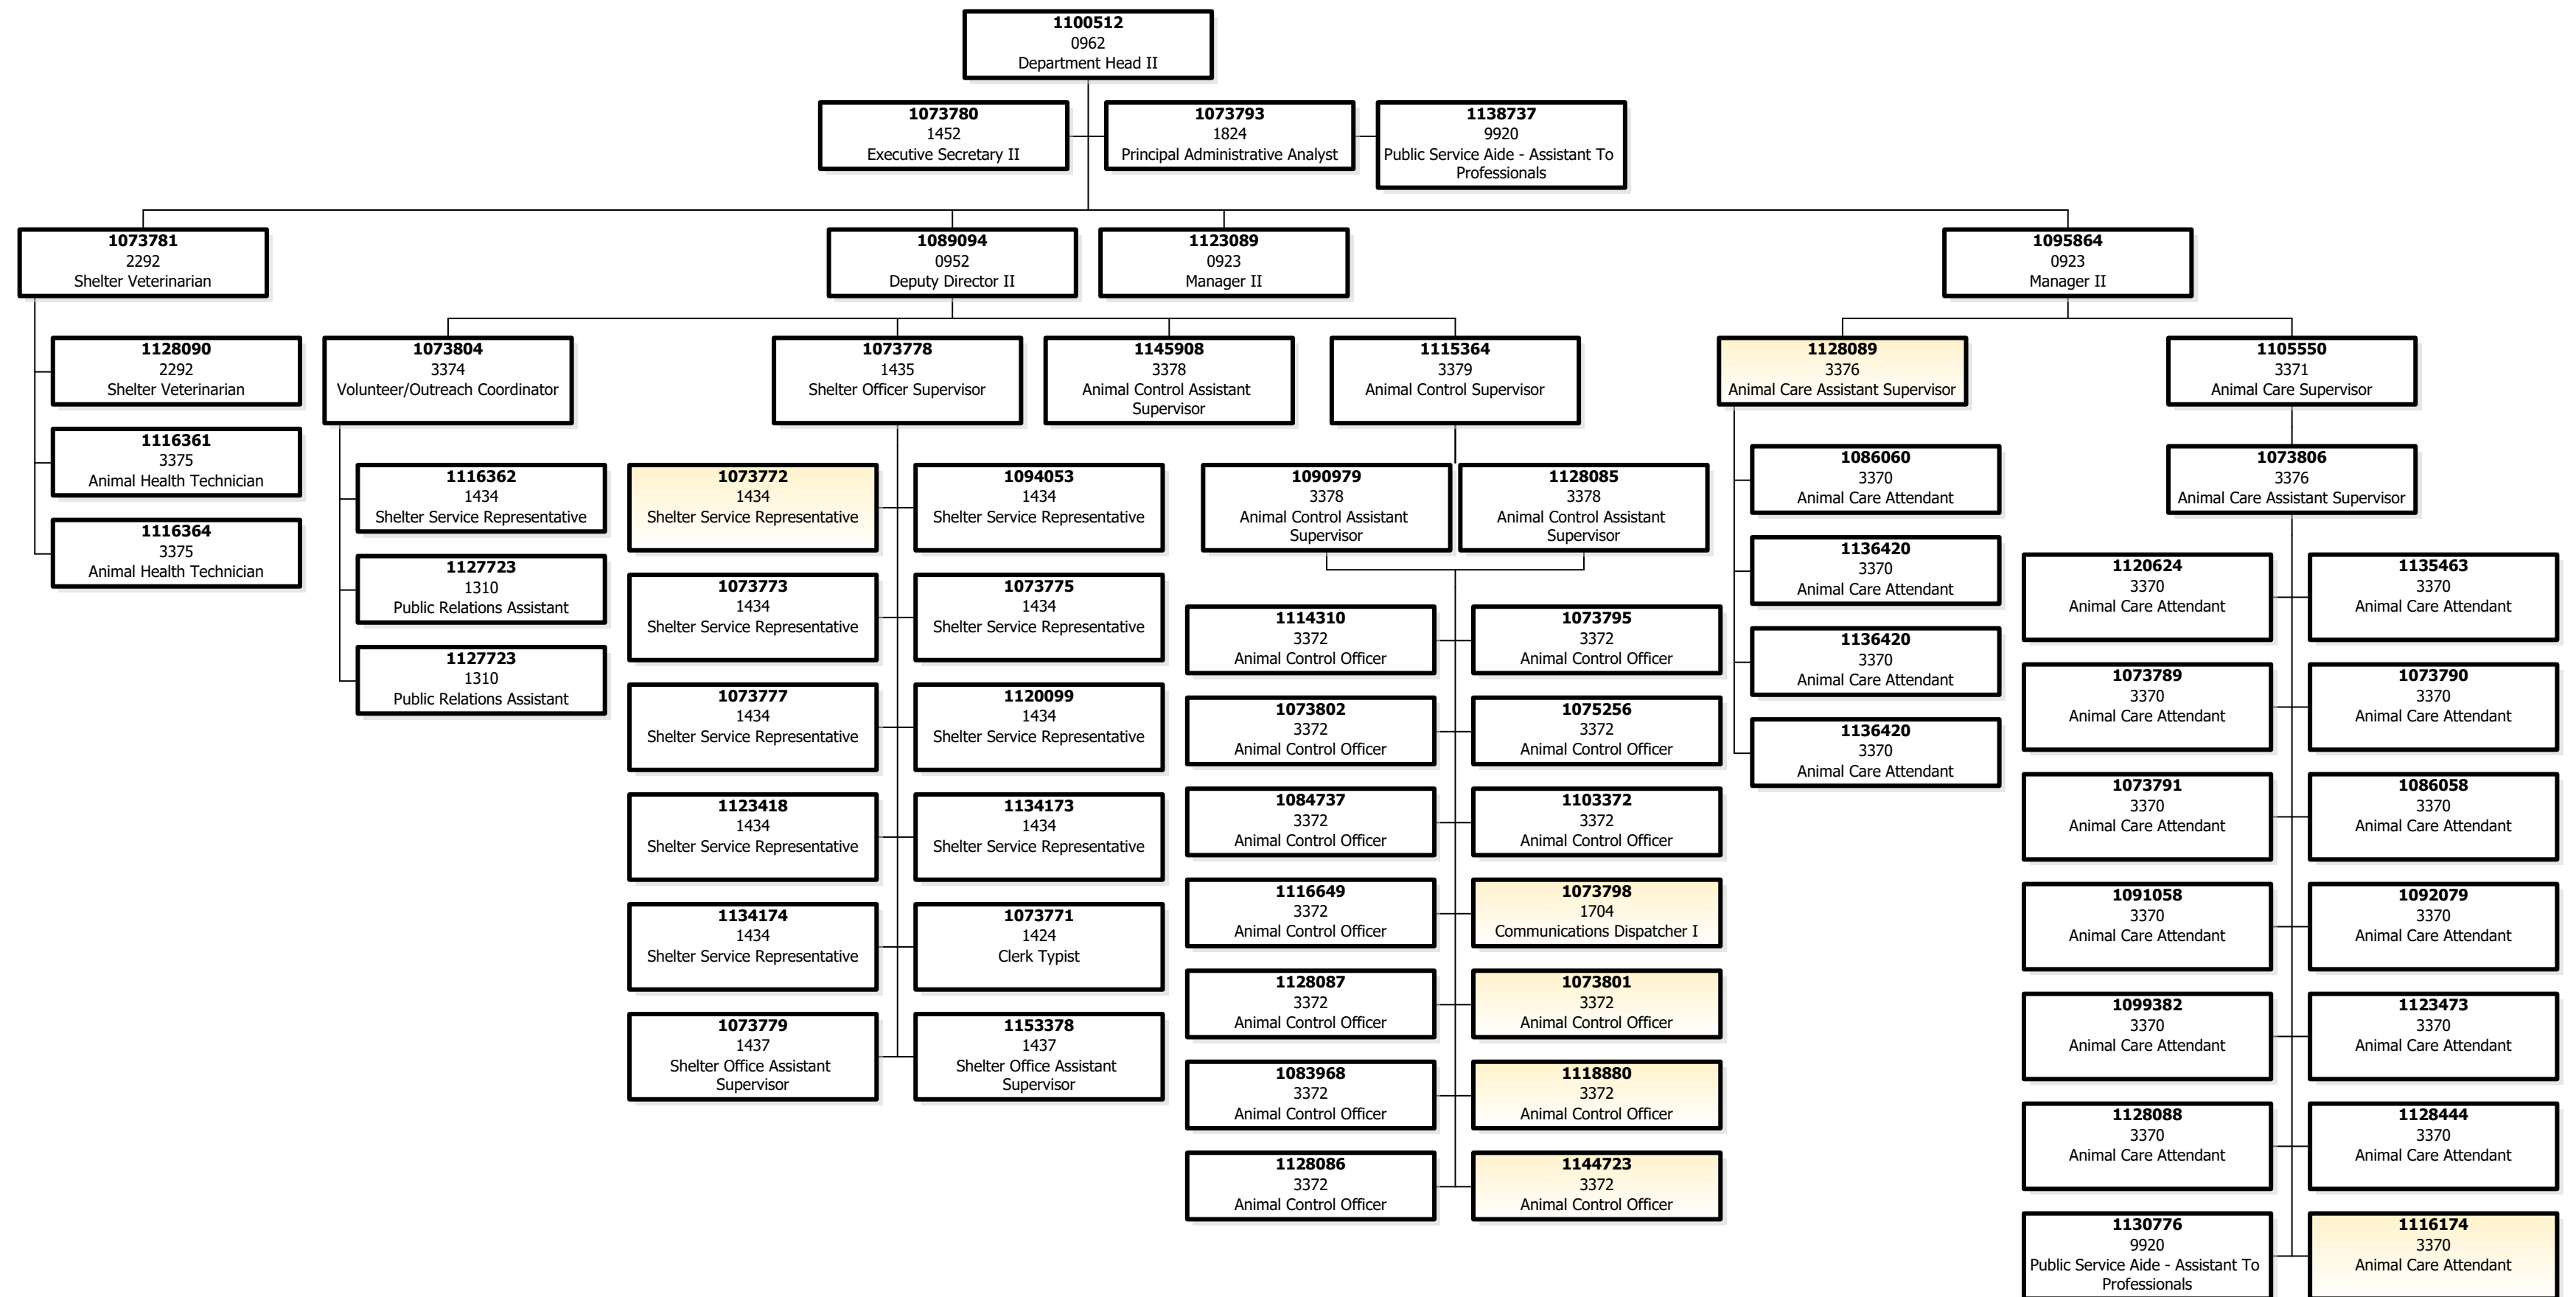 1100512
0962
Department Head II
1073780
1452
Executive Secretary II
1073793
1824
Principal Administrative Analyst
1138737
9920
Public Service Aide - Assistant To
Professionals
1073781
2292
Shelter Veterinarian
1089094
0952
Deputy Director II
1123089
0923
Manager II
1095864
0923
Manager II
1128090
2292
Shelter Veterinarian
1116361
3375
Animal Health Technician
1116364
3375
Animal Health Technician
1073804
3374
Volunteer/Outreach Coordinator
1116362
1434
Shelter Service Representative
1127723
1310
Public Relations Assistant
1127723
1310
Public Relations Assistant
1073778
1435
Shelter Officer Supervisor
1073772
1434
Shelter Service Representative
1094053
1434
Shelter Service Representative
1073773
1434
Shelter Service Representative
1073775
1434
Shelter Service Representative
1073777
1434
Shelter Service Representative
1120099
1434
Shelter Service Representative
1123418
1434
Shelter Service Representative
1134173
1434
Shelter Service Representative
1134174
1434
Shelter Service Representative
1073771
1424
Clerk Typist
1073779
1437
Shelter Office Assistant
Supervisor
1153378
1437
Shelter Office Assistant
Supervisor
1145908
3378
Animal Control Assistant
Supervisor
1115364
3379
Animal Control Supervisor
1090979
3378
Animal Control Assistant
Supervisor
1128085
3378
Animal Control Assistant
Supervisor
1114310
3372
Animal Control Officer
1073795
3372
Animal Control Officer
1073802
3372
Animal Control Officer
1075256
3372
Animal Control Officer
1084737
3372
Animal Control Officer
1103372
3372
Animal Control Officer
1116649
3372
Animal Control Officer
1073798
1704
Communications Dispatcher I
1128087
3372
Animal Control Officer
1073801
3372
Animal Control Officer
1083968
3372
Animal Control Officer
1118880
3372
Animal Control Officer
1128086
3372
Animal Control Officer
1144723
3372
Animal Control Officer
1128089
3376
Animal Care Assistant Supervisor
1086060
3370
Animal Care Attendant
1136420
3370
Animal Care Attendant
1136420
3370
Animal Care Attendant
1136420
3370
Animal Care Attendant
1105550
3371
Animal Care Supervisor
1073806
3376
Animal Care Assistant Supervisor
1120624
3370
Animal Care Attendant
1135463
3370
Animal Care Attendant
1073789
3370
Animal Care Attendant
1073790
3370
Animal Care Attendant
1073791
3370
Animal Care Attendant
1086058
3370
Animal Care Attendant
1091058
3370
Animal Care Attendant
1092079
3370
Animal Care Attendant
1099382
3370
Animal Care Attendant
1123473
3370
Animal Care Attendant
1128088
3370
Animal Care Attendant
1128444
3370
Animal Care Attendant
1130776
9920
Public Service Aide - Assistant To
Professionals
1116174
3370
Animal Care Attendant